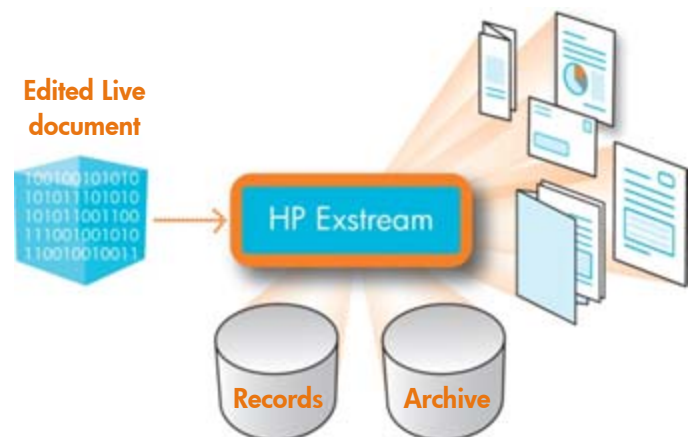 Edited Live
document
100100101010
101011101010
101011001100
111001001010
110010010011
HP Exstream
Records
Archive